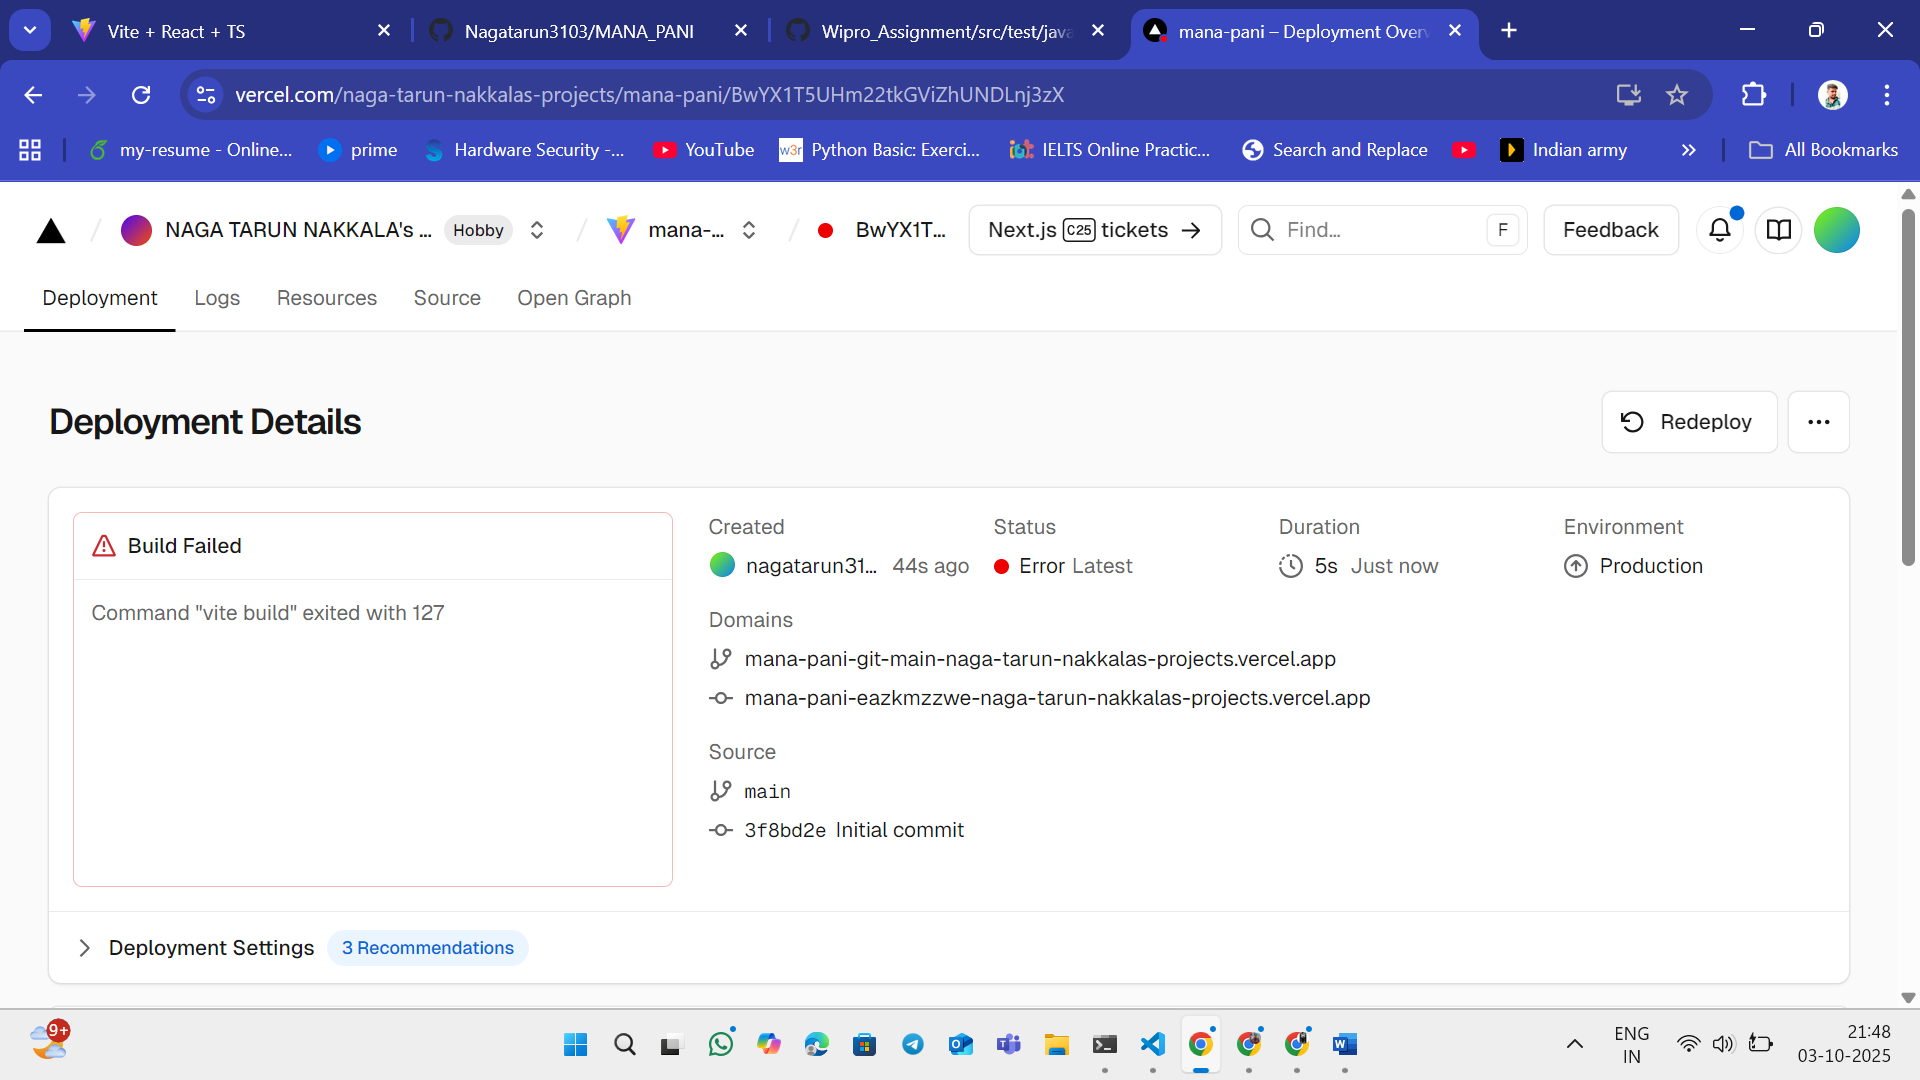 Vite + React + TS
Nagatarun3103/MANA_PANI
Wipro_Assignment/src/test/java
mana-pani – Deployment Overv
vercel.com/naga-tarun-nakkalas-projects/mana-pani/BwYX1T5UHm22tkGViZhUNDLnj3zX
my-resume - Online...
prime
Hardware Security -...
YouTube
w3r
Python Basic: Exerci...
IELTS Online Practic...
Search and Replace
Indian army
All Bookmarks
NAGA TARUN NAKKALA's ...
Hobby
mana-...
BwYX1T...
Next.js C25 tickets →
Find...
F
Feedback
Deployment
Logs
Resources
Source
Open Graph
Deployment Details
Redeploy
Build Failed
Command "vite build" exited with 127
Created
Status
Duration
Environment
nagatarun31... 44s ago
Error Latest
5s Just now
Production
Domains
mana-pani-git-main-naga-tarun-nakkalas-projects.vercel.app
mana-pani-eazkmzzwe-naga-tarun-nakkalas-projects.vercel.app
Source
main
3f8bd2e Initial commit
Deployment Settings
3 Recommendations
9+
ENG
IN
21:48
03-10-2025